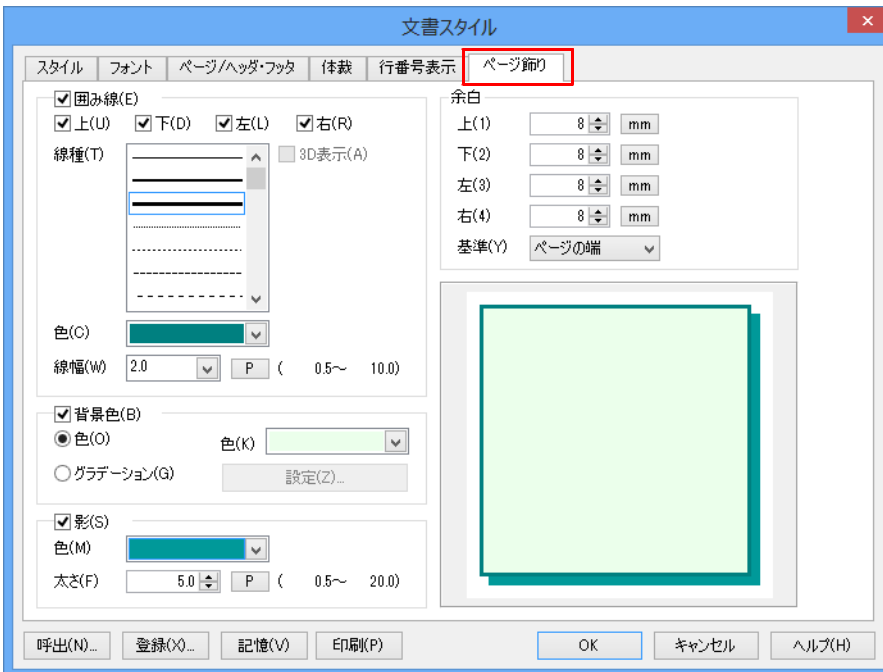 文書スタイル
スタイル フォント ページ/ヘッダ・フッタ 体裁 行番号表示 ページ飾り
囲み線(E)
上(U) 下(D) 左(L) 右(R)
線種(T) 3D表示(A)
色(C)
線幅(W) 2.0 P ( 0.5〜 10.0)
背景色(B)
色(O) 色(K)
グラデーション(G) 設定(Z)...
影(S)
色(M)
太さ(F) 5.0 P ( 0.5〜 20.0)
余白
上(1) 8 mm
下(2) 8 mm
左(3) 8 mm
右(4) 8 mm
基準(Y) ページの端
呼出(N)... 登録(X)... 記憶(V) 印刷(P) OK キャンセル ヘルプ(H)